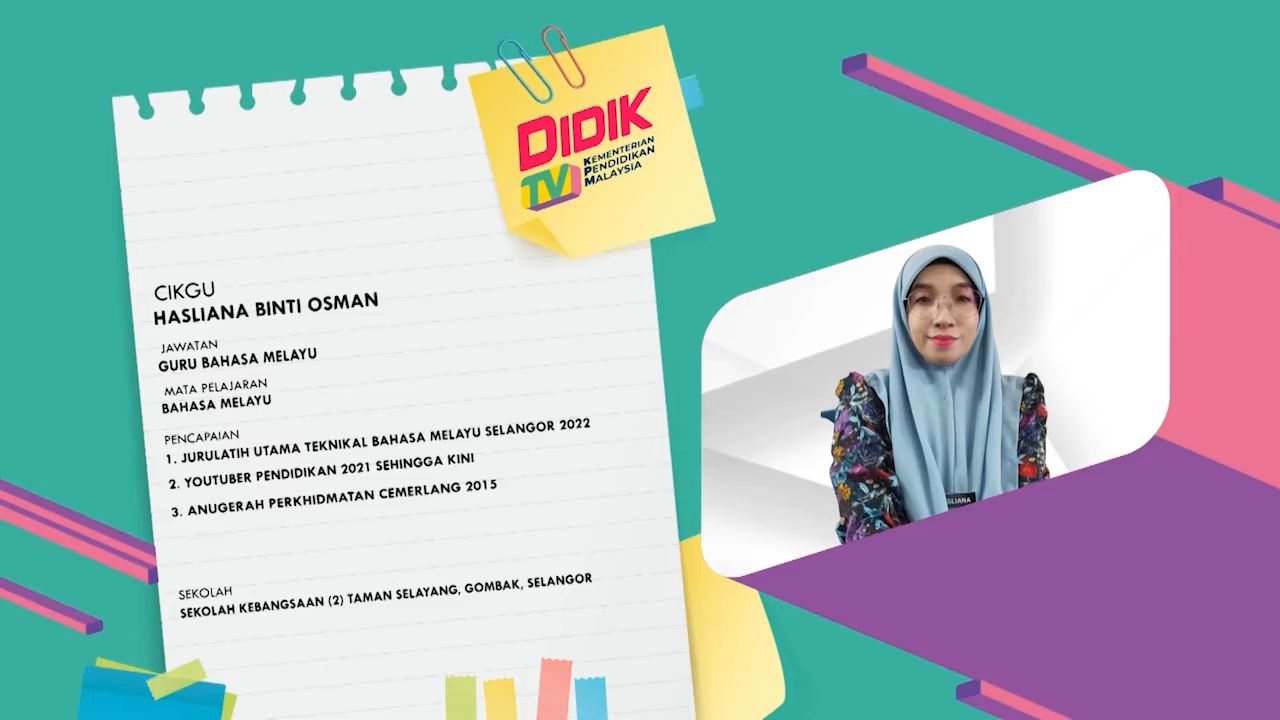 DIDIK
TV
KEMENTERIAN
PENDIDIKAN
MALAYSIA
CIKGU
HASLIANA BINTI OSMAN
JAWATAN
GURU BAHASA MELAYU
MATA PELAJARAN
BAHASA MELAYU
PENCAPAIAN
1. JURULATIH UTAMA TEKNIKAL BAHASA MELAYU SELANGOR 2022
2. YOUTUBER PENDIDIKAN 2021 SEHINGGA KINI
3. ANUGERAH PERKHIDMATAN CEMERLANG 2015
SEKOLAH
SEKOLAH KEBANGSAAN (2) TAMAN SELAYANG, GOMBAK, SELANGOR